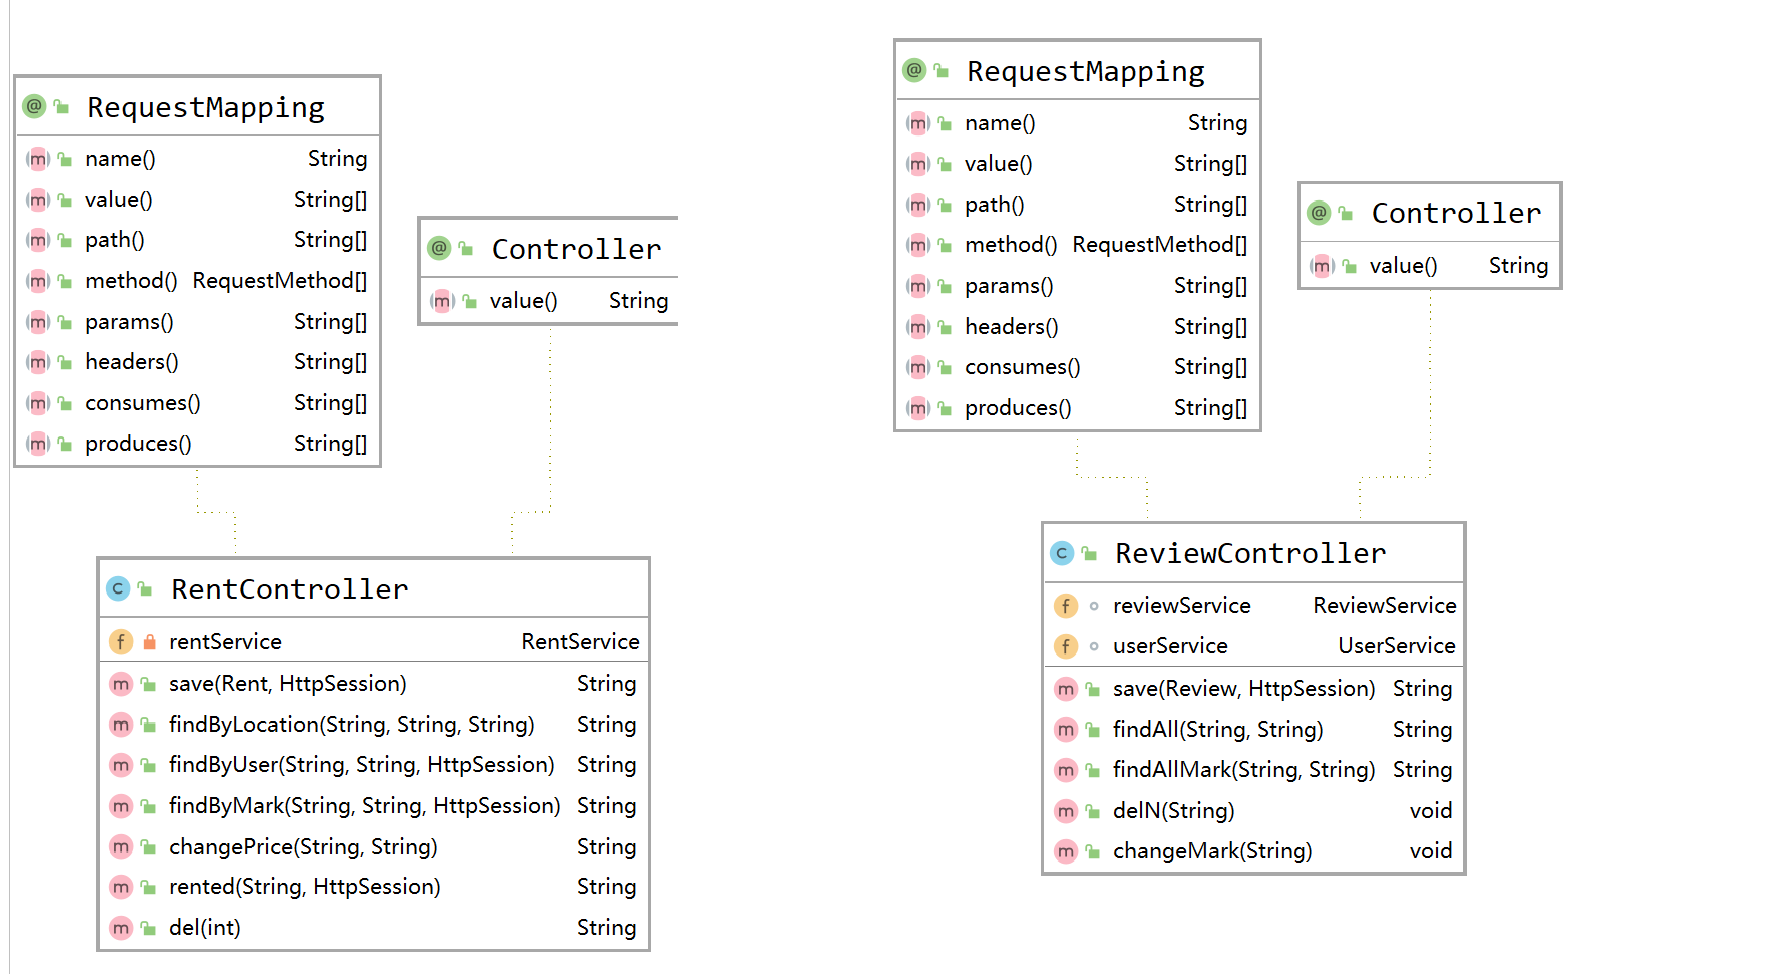 RequestMapping
name() String
value() String[]
path() String[]
method() RequestMethod[]
params() String[]
headers() String[]
consumes() String[]
produces() String[]
Controller
value() String
RentController
rentService RentService
save(Rent, HttpSession) String
findByLocation(String, String, String) String
findByUser(String, String, HttpSession) String
findByMark(String, String, HttpSession) String
changePrice(String, String) String
rented(String, HttpSession) String
del(int) String
RequestMapping
name() String
value() String[]
path() String[]
method() RequestMethod[]
params() String[]
headers() String[]
consumes() String[]
produces() String[]
Controller
value() String
ReviewController
reviewService ReviewService
userService UserService
save(Review, HttpSession) String
findAll(String, String) String
findAllMark(String, String) String
delN(String) void
changeMark(String) void